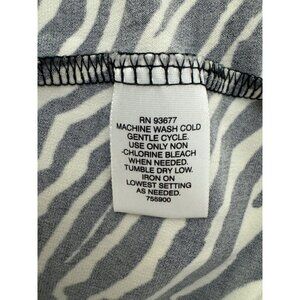 RN 93677
MACHINE WASH COLD
GENTLE CYCLE.
USE ONLY NON
-CHLORINE BLEACH
WHEN NEEDED.
TUMBLE DRY LOW.
IRON ON
LOWEST SETTING
AS NEEDED.
755900